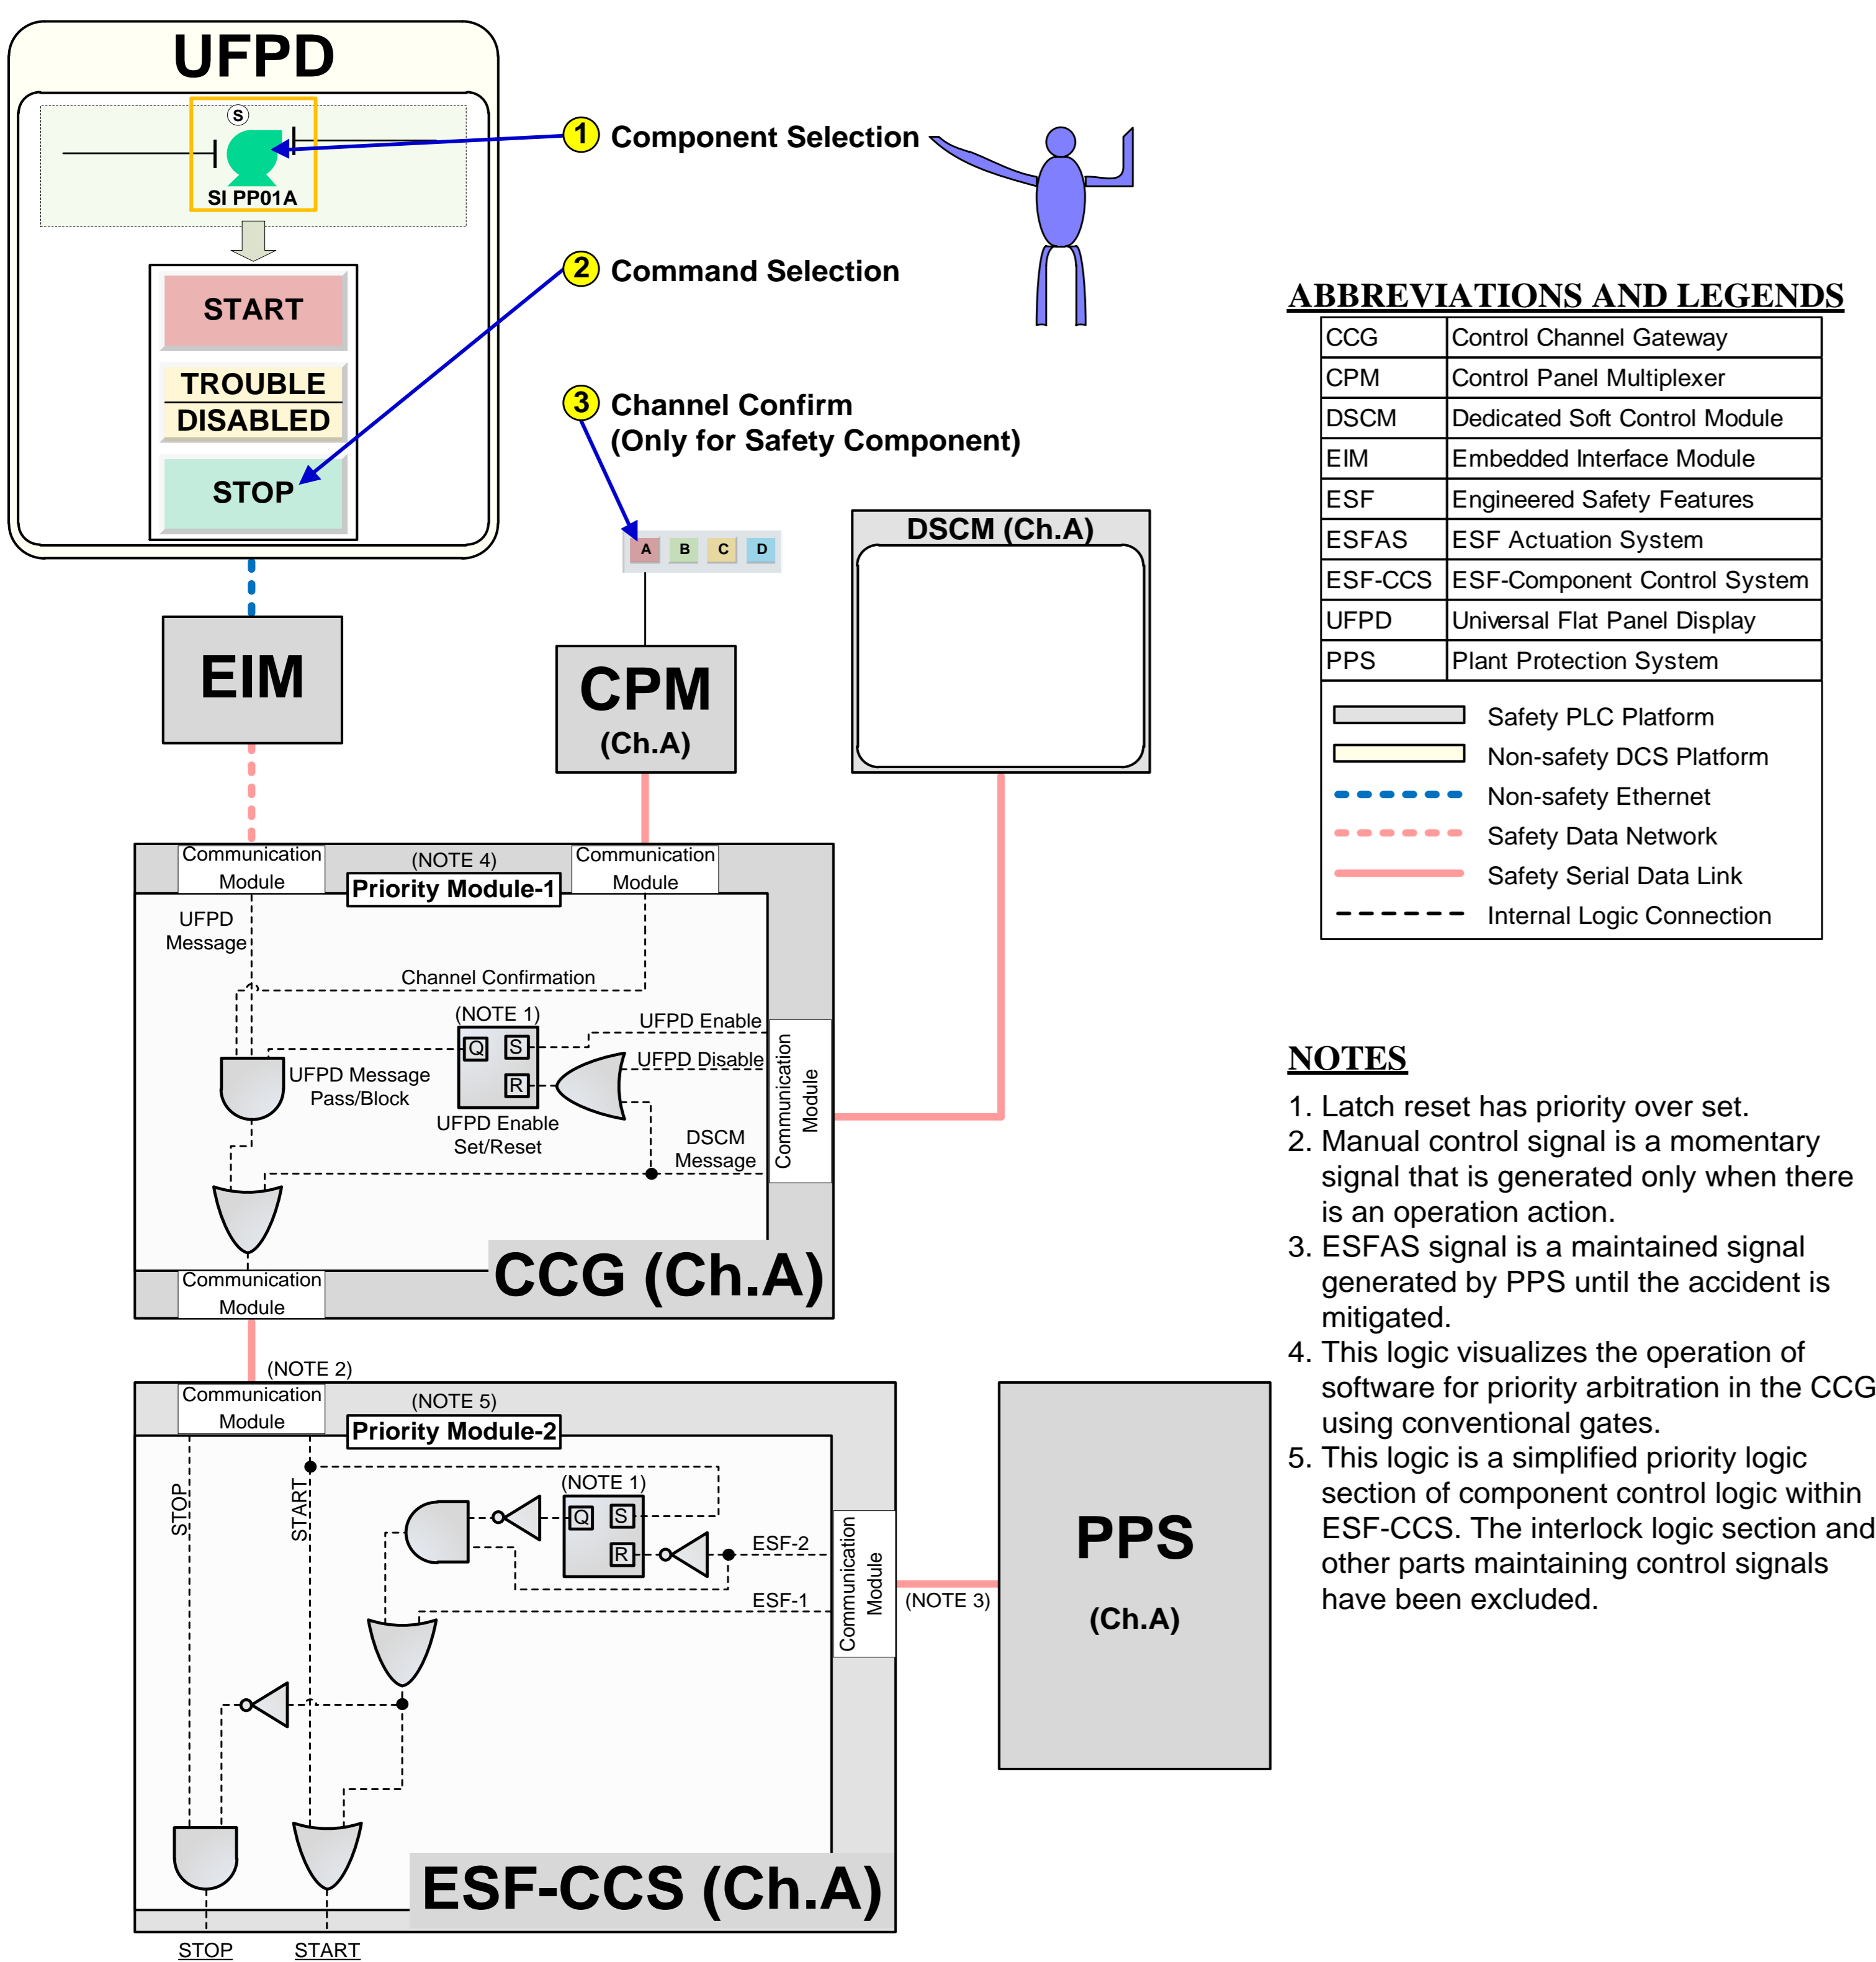 UFPD
S
SI PP01A
START
TROUBLE
DISABLED
STOP
1 Component Selection
2 Command Selection
3 Channel Confirm
(Only for Safety Component)
A B C D
EIM
CPM
(Ch.A)
DSCM (Ch.A)
Communication
Module
(NOTE 4)
Priority Module-1
Communication
Module
UFPD
Message
Channel Confirmation
(NOTE 1)
Q
S
R
UFPD Enable
UFPD Disable
UFPD Message
Pass/Block
UFPD Enable
Set/Reset
DSCM
Message
Communication
Module
CCG (Ch.A)
Communication
Module
(NOTE 2)
Communication
Module
(NOTE 5)
Priority Module-2
STOP
START
(NOTE 1)
Q
S
R
ESF-2
ESF-1
Communication
Module
(NOTE 3)
PPS
(Ch.A)
ESF-CCS (Ch.A)
STOP
START
ABBREVIATIONS AND LEGENDS
CCG Control Channel Gateway
CPM Control Panel Multiplexer
DSCM Dedicated Soft Control Module
EIM Embedded Interface Module
ESF Engineered Safety Features
ESFAS ESF Actuation System
ESF-CCS ESF-Component Control System
UFPD Universal Flat Panel Display
PPS Plant Protection System
Safety PLC Platform
Non-safety DCS Platform
Non-safety Ethernet
Safety Data Network
Safety Serial Data Link
Internal Logic Connection
NOTES
1. Latch reset has priority over set.
2. Manual control signal is a momentary
signal that is generated only when there
is an operation action.
3. ESFAS signal is a maintained signal
generated by PPS until the accident is
mitigated.
4. This logic visualizes the operation of
software for priority arbitration in the CCG
using conventional gates.
5. This logic is a simplified priority logic
section of component control logic within
ESF-CCS. The interlock logic section and
other parts maintaining control signals
have been excluded.